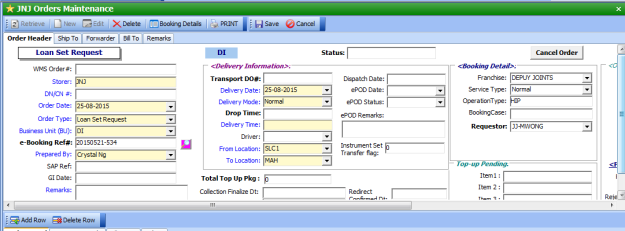 JNJ Orders Maintenance
Retrieve New Edit Delete Booking Details PRINT Save Cancel
Order Header Ship To Forwarder Bill To Remarks
Loan Set Request DI Status: Cancel Order
WMS Order#:
Storer: JNJ
DN/CN #:
Order Date: 25-08-2015
Order Type: Loan Set Request
Business Unit (BU): DI
e-Booking Ref#: 20150521-534
Prepared By: Crystal Ng
SAP Ref:
GI Date:
Remarks:
<Delivery Information>.
Transport DO#:
Delivery Date: 25-08-2015
Delivery Mode: Normal
Drop Time:
Delivery Time:
Driver:
From Location: SLC1
To Location: MAH
Total Top Up Pkg : 0
Collection Finalize Dt:
Dispatch Date:
ePOD Date:
ePOD Status:
ePOD Remarks:
Instrument Set
Transfer flag: 0
Redirect
Confirmed Dt:
<Booking Detail>.
Franchise: DEPUY JOINTS
Service Type: Normal
OperationType: HIP
BookingCase:
Requestor: JJ-MWONG
Top-up Pending.
Item1 :
Item 2 :
Item 3 :
Add Row Delete Row